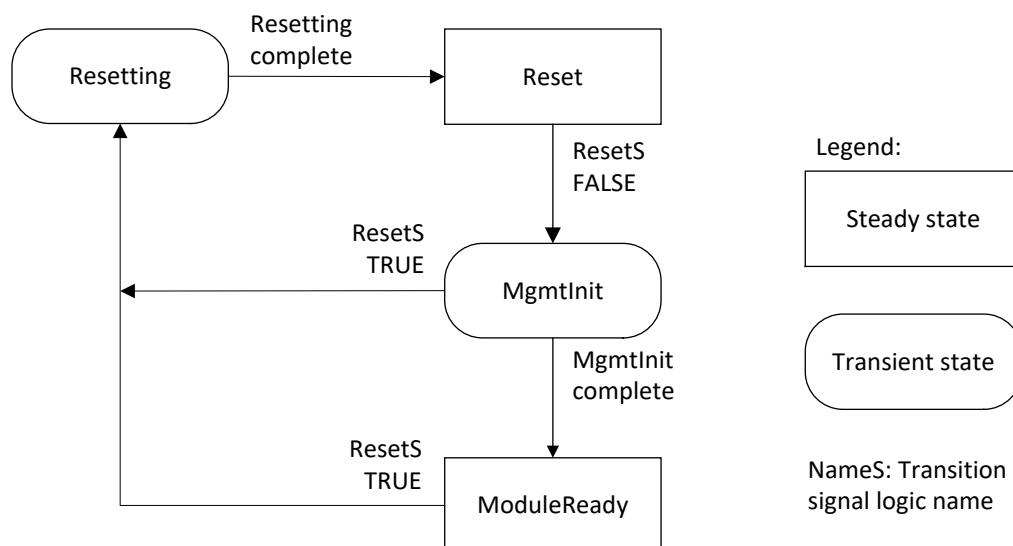 Resetting
Resetting
complete
Reset
ResetS
FALSE
ResetS
TRUE
MgmtInit
MgmtInit
complete
ResetS
TRUE
ModuleReady
Legend:
Steady state
Transient state
NameS: Transition
signal logic name